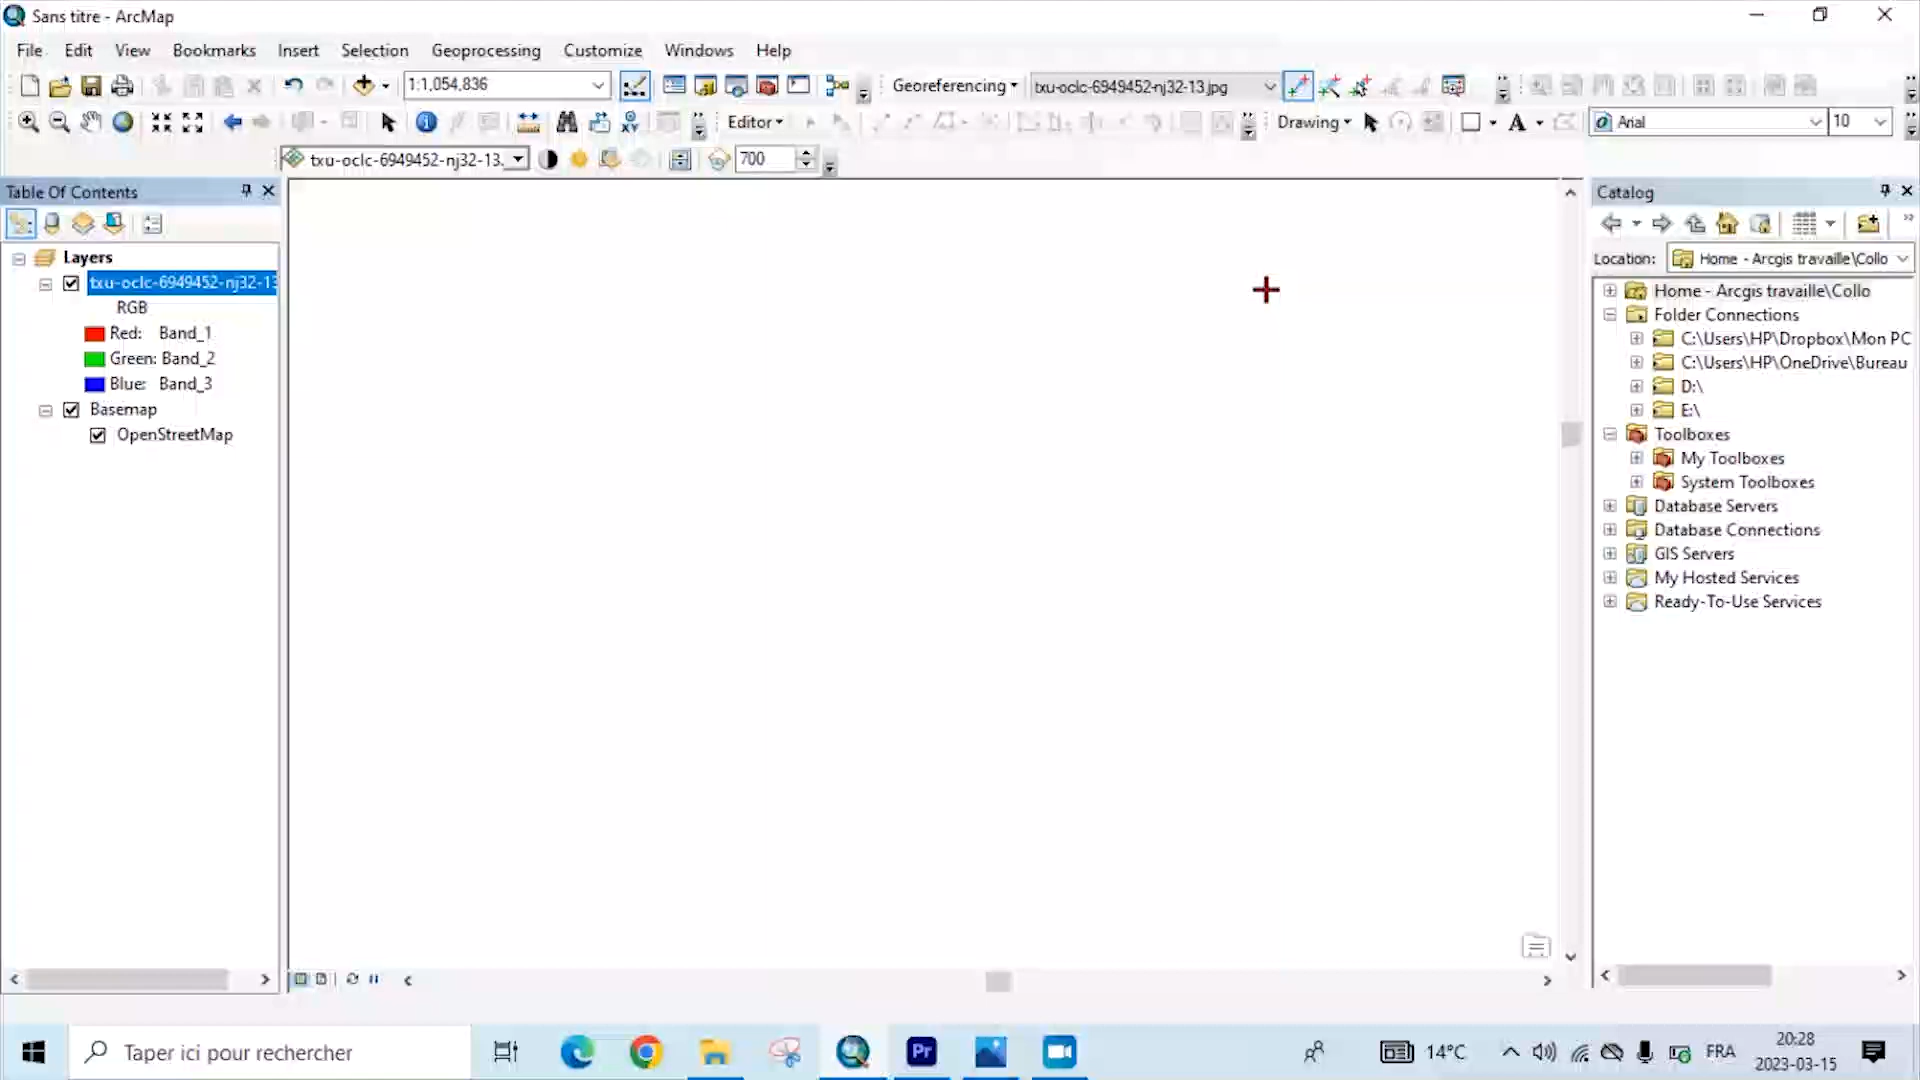 Sans titre - ArcMap
File Edit View Bookmarks Insert Selection Geoprocessing Customize Windows Help
1:1,054,836 Georeferencing txu-oclc-6949452-nj32-13.jpg
Editor Drawing A Arial 10
txu-oclc-6949452-nj32-13. 700
Table Of Contents
Layers
txu-oclc-6949452-nj32-13
RGB
Red: Band_1
Green: Band_2
Blue: Band_3
Basemap
OpenStreetMap
Catalog
Location: Home - Arcgis travaille\Collo
Home - Arcgis travaille\Collo
Folder Connections
C:\Users\HP\Dropbox\Mon PC
C:\Users\HP\OneDrive\Bureau
D:\
E:\
Toolboxes
My Toolboxes
System Toolboxes
Database Servers
Database Connections
GIS Servers
My Hosted Services
Ready-To-Use Services
Taper ici pour rechercher
Pr
14°C
FRA
20:28
2023-03-15